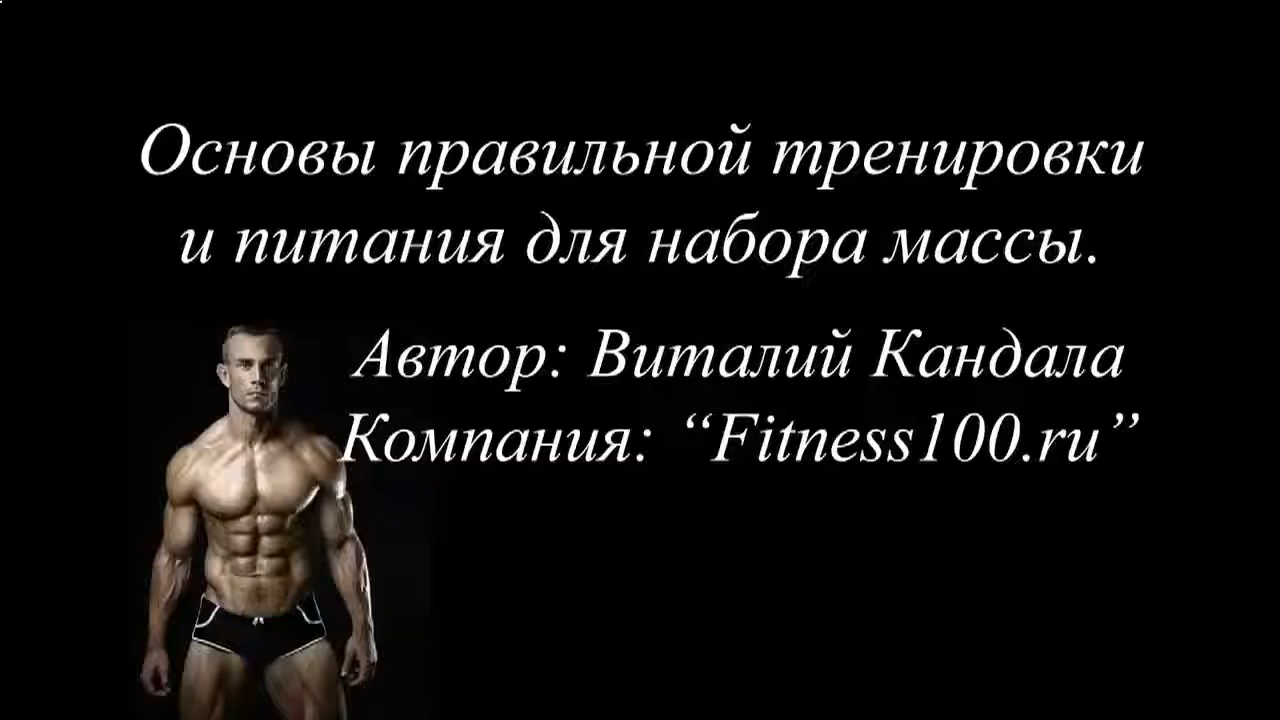 Основы правильной тренировки
и питания для набора массы.
Автор: Виталий Кандала
Компания: “Fitness100.ru”